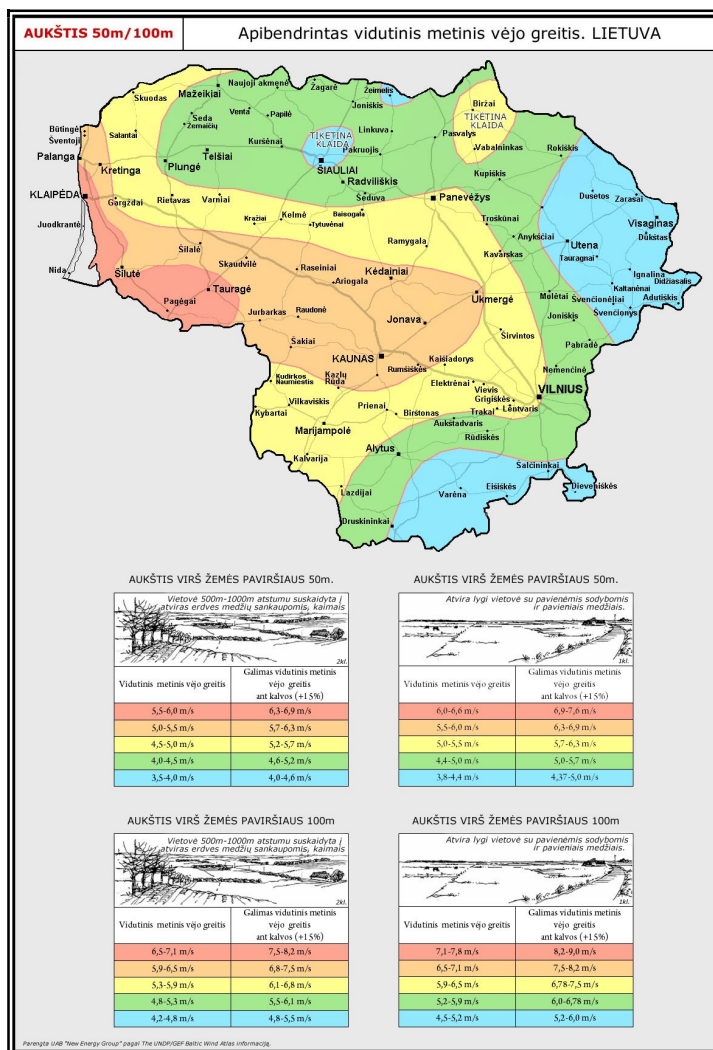 AUKŠTIS 50m/100m
Apibendrintas vidutinis metinis vėjo greitis. LIETUVA
Skuodas
Mažeikiai
Naujoji akmenė
Žagarė
Žeimelis
Joniškis
Biržai
TIKĖTINA
KLAIDA
Būtingė
Šventoji
Salantai
Seda
Žemaičių
Venta
Papilė
Kuršėnai
TIKĖTINA
KLAIDA
Linkuva
Pakruojis
Pasvalys
Vabalninkas
Rokiškis
Palanga
Kretinga
Plungė
Telšiai
ŠIAULIAI
Radviliškis
Kupiškis
KLAIPĖDA
Gargždai
Rietavas
Varniai
Šeduva
Panevėžys
Dusetos
Zarasai
Juodkrantė
Kražiai
Kelmė
Baisogala
Tytuvėnai
Troškūnai
Visaginas
Šilalė
Ramygala
Anykščiai
Utena
Dūkštas
Nida
Šilutė
Skaudvilė
Raseiniai
Kėdainiai
Kavarskas
Tauragnai
Ignalina
Tauragė
Ariogala
Kaltanėnai
Didžiasalis
Pagėgai
Jurbarkas
Raudonė
Jonava
Ukmergė
Molėtai
Švenčionėliai
Adutiškis
Švenčionys
Joniškis
Šakiai
Širvintos
Pabradė
KAUNAS
Rumšiškės
Kaišiadorys
Nemenčinė
Kudirkos
Naumiestis
Kazlų
Rūda
Elektrėnai
Vievis
VILNIUS
Vilkaviškis
Grigiškės
Kybartai
Prienai
Birštonas
Trakai
Lentvaris
Marijampolė
Aukštadvaris
Rūdiškės
Kalvarija
Alytus
Šalčininkai
Lazdijai
Varėna
Eišiškės
Dieveniškės
Druskininkai
AUKŠTIS VIRŠ ŽEMĖS PAVIRŠIAUS 50m.
Vietovė 500m-1000m atstumu suskaidyta į
atviras erdves medžių sankaupomis, kaimais
2kl.
Vidutinis metinis vėjo greitis
Galimas vidutinis metinis
vėjo greitis
ant kalvos (+15%)
5,5-6,0 m/s 6,3-6,9 m/s
5,0-5,5 m/s 5,7-6,3 m/s
4,5-5,0 m/s 5,2-5,7 m/s
4,0-4,5 m/s 4,6-5,2 m/s
3,5-4,0 m/s 4,0-4,6 m/s
AUKŠTIS VIRŠ ŽEMĖS PAVIRŠIAUS 50m.
Atvira lygi vietovė su pavienėmis sodybomis
ir pavieniais medžiais.
1kl.
Vidutinis metinis vėjo greitis
Galimas vidutinis metinis
vėjo greitis
ant kalvos (+15%)
6,0-6,6 m/s 6,9-7,6 m/s
5,5-6,0 m/s 6,3-6,9 m/s
5,0-5,5 m/s 5,7-6,3 m/s
4,4-5,0 m/s 5,0-5,7 m/s
3,8-4,4 m/s 4,37-5,0 m/s
AUKŠTIS VIRŠ ŽEMĖS PAVIRŠIAUS 100m
Vietovė 500m-1000m atstumu suskaidyta į
atviras erdves medžių sankaupomis, kaimais
2kl.
Vidutinis metinis vėjo greitis
Galimas vidutinis metinis
vėjo greitis
ant kalvos (+15%)
6,5-7,1 m/s 7,5-8,2 m/s
5,9-6,5 m/s 6,8-7,5 m/s
5,3-5,9 m/s 6,1-6,8 m/s
4,8-5,3 m/s 5,5-6,1 m/s
4,2-4,8 m/s 4,8-5,5 m/s
AUKŠTIS VIRŠ ŽEMĖS PAVIRŠIAUS 100m
Atvira lygi vietovė su pavienėmis sodybomis
ir pavieniais medžiais.
1kl.
Vidutinis metinis vėjo greitis
Galimas vidutinis metinis
vėjo greitis
ant kalvos (+15%)
7,1-7,8 m/s 8,2-9,0 m/s
6,5-7,1 m/s 7,5-8,2 m/s
5,9-6,5 m/s 6,78-7,5 m/s
5,2-5,9 m/s 6,0-6,78 m/s
4,5-5,2 m/s 5,2-6,0 m/s
Parengta UAB "New Energy Group" pagal The UNDP/GEF Baltic Wind Atlas informaciją.